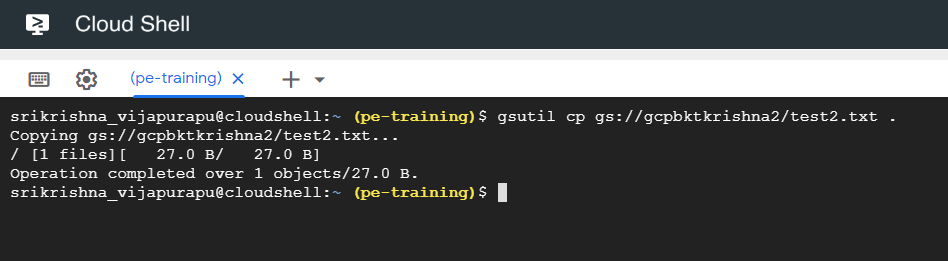 Cloud Shell
(pe-training)
srikrishna_vijapurapu@cloudshell:~ (pe-training)$ gsutil cp gs://gcpbktkrishna2/test2.txt .
Copying gs://gcpbktkrishna2/test2.txt...
/ [1 files][   27.0 B/   27.0 B]
Operation completed over 1 objects/27.0 B.
srikrishna_vijapurapu@cloudshell:~ (pe-training)$